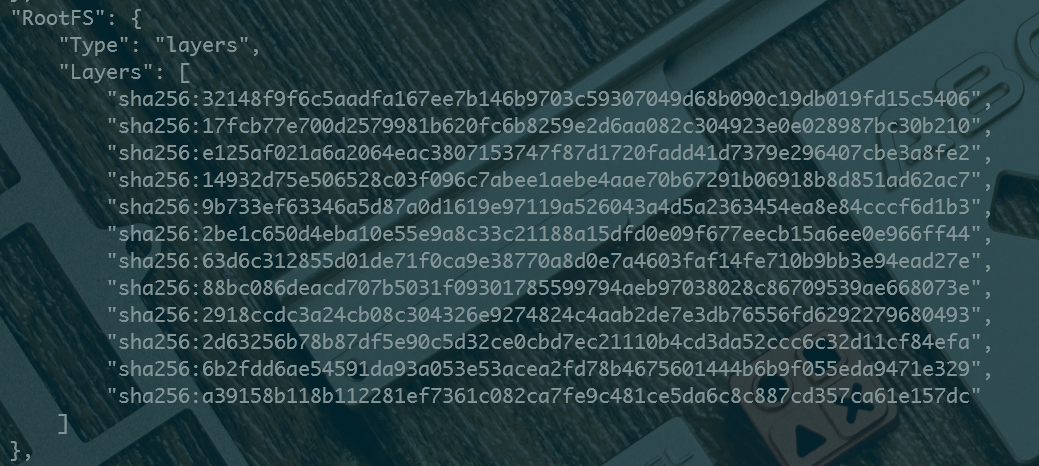 "RootFS": {
"Type": "layers",
"Layers": [
"sha256:32148f9f6c5aadfa167ee7b146b9703c59307049d68b090c19db019fd15c5406",
"sha256:17fcb77e700d2579981b620fc6b8259e2d6aa082c304923e0e028987bc30b210",
"sha256:e125af021a6a2064eac3807153747f87d1720fadd41d7379e296407cbe3a8fe2",
"sha256:14932d75e506528c03f096c7abee1aebe4aae70b67291b06918b8d851ad62ac7",
"sha256:9b733ef63346a5d87a0d1619e97119a526043a4d5a2363454ea8e84cccf6d1b3",
"sha256:2be1c650d4eba10e55e9a8c33c21188a15dfd0e09f677eecb15a6ee0e966ff44",
"sha256:63d6c312855d01de71f0ca9e38770a8d0e7a4603faf14fe710b9bb3e94ead27e",
"sha256:88bc086deacd707b5031f09301785599794aeb97038028c86709539ae668073e",
"sha256:2918ccdc3a24cb08c304326e9274824c4aab2de7e3db76556fd6292279680493",
"sha256:2d63256b78b87df5e90c5d32ce0cbd7ec21110b4cd3da52ccc6c32d11cf84efa",
"sha256:6b2fdd6ae54591da93a053e53acea2fd78b4675601444b6b9f055eda9471e329",
"sha256:a39158b118b112281ef7361c082ca7fe9c481ce5da6c8c887cd357ca61e157dc"
]
},